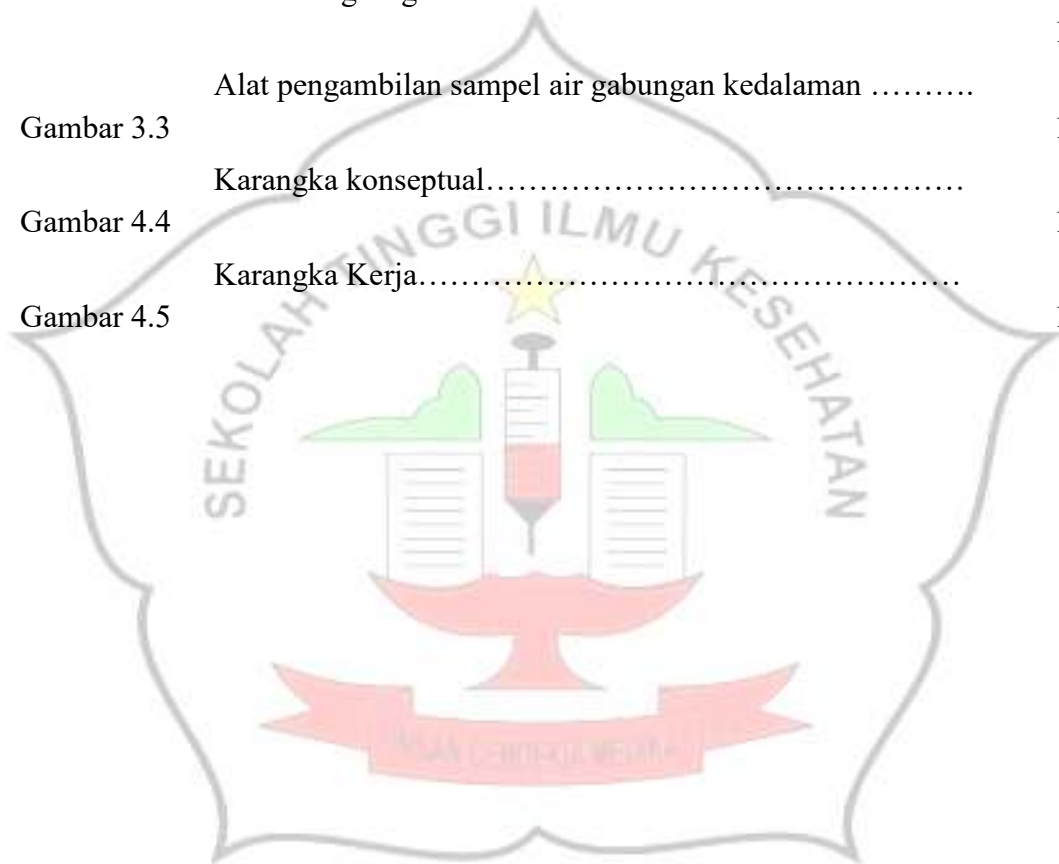 Alat pengambilan sampel air gabungan kedalaman ……….
Gambar 3.3
Karangka konseptual………………………………………
Gambar 4.4
Karangka Kerja……………………………………………
Gambar 4.5
SEKOLAH TINGGI ILMU KESEHATAN